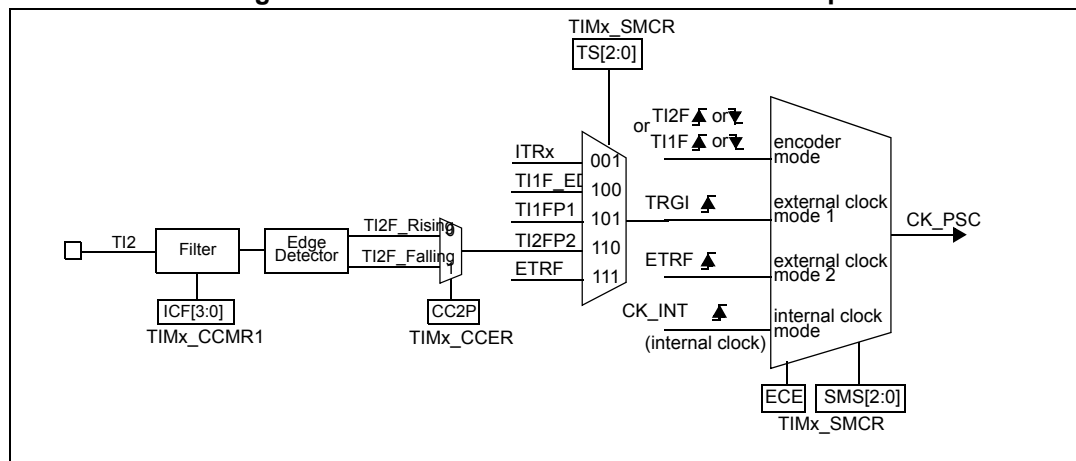 TIMx_SMCR
TS[2:0]
or TI2F or
TI1F or
encoder
mode
ITRx
001
TI1F_ED
100
TI1FP1
101
TRGI
external clock
mode 1
CK_PSC
TI2
Filter
Edge
Detector
TI2F_Rising
0
TI2F_Falling
1
TI2FP2
110
ETRF
111
ETRF
external clock
mode 2
ICF[3:0]
TIMx_CCMR1
CC2P
TIMx_CCER
CK_INT
(internal clock)
internal clock
mode
ECE
SMS[2:0]
TIMx_SMCR